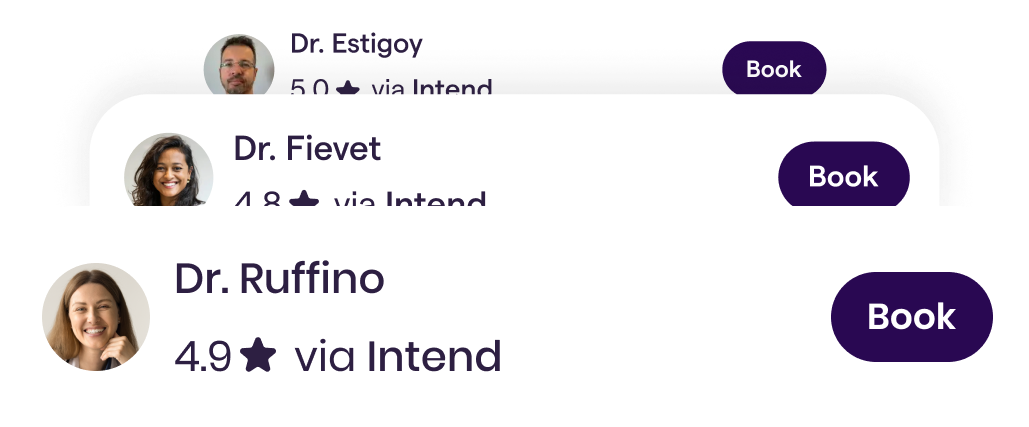 Dr. Estigoy
Book
5.0 ★ via Intend
Dr. Fievet
Book
4.8 ★ via Intend
Dr. Ruffino
Book
4.9 ★ via Intend